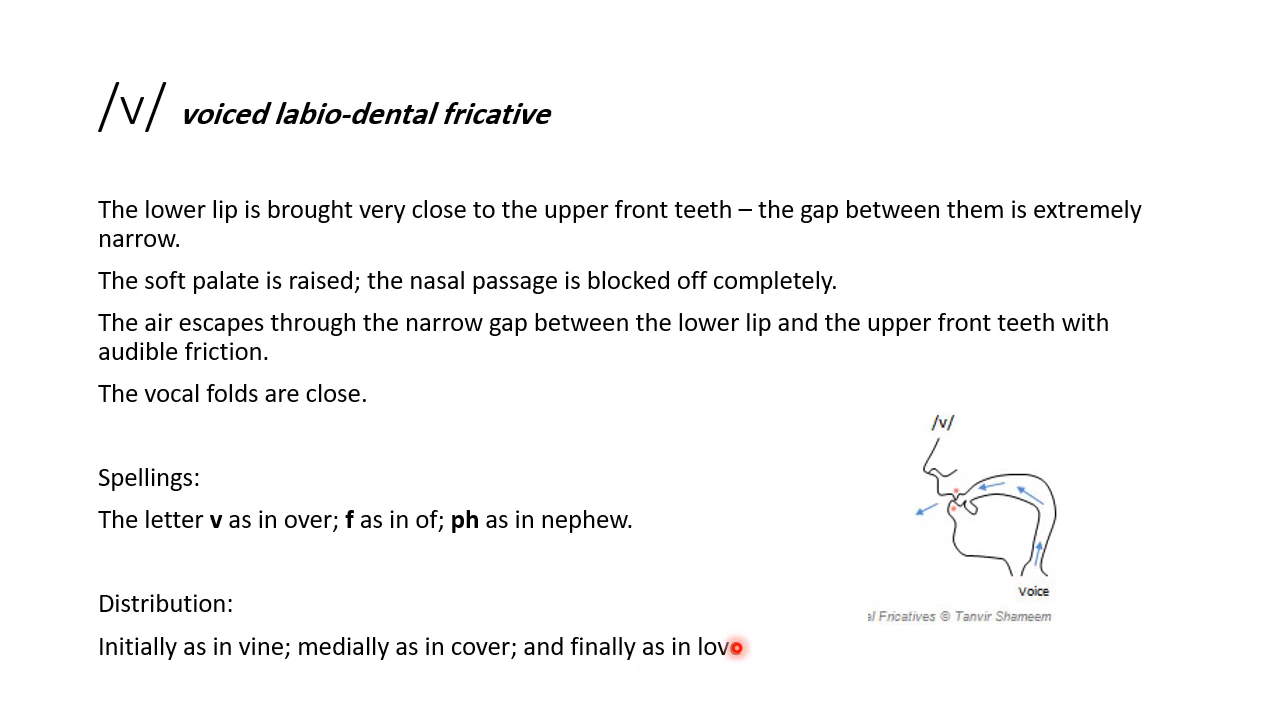 /v/ voiced labio-dental fricative
The lower lip is brought very close to the upper front teeth – the gap between them is extremely
narrow.
The soft palate is raised; the nasal passage is blocked off completely.
The air escapes through the narrow gap between the lower lip and the upper front teeth with
audible friction.
The vocal folds are close.
Spellings:
The letter v as in over; f as in of; ph as in nephew.
Distribution:
Initially as in vine; medially as in cover; and finally as in
/v/
Voice
Fricatives © Tanvir Shameem